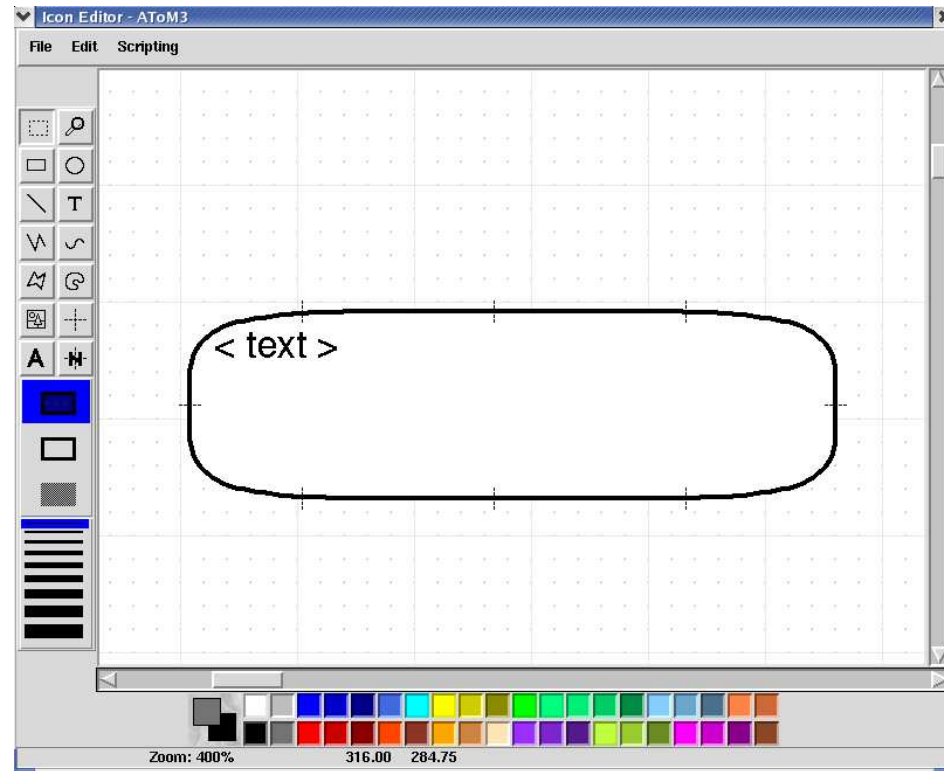 Icon Editor - AToM3
File Edit Scripting
T
A
< text >
Zoom: 400% 316.00 284.75